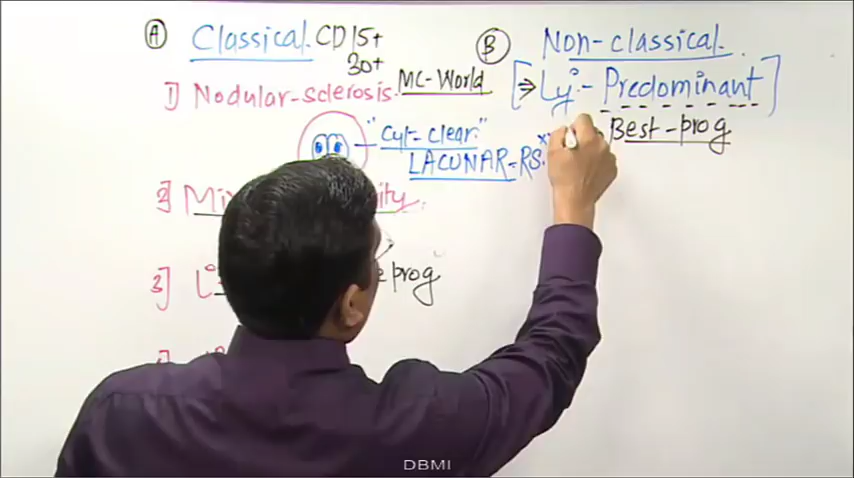 A Classical CD15+
30+
1] Nodular-sclerosis. MC-World
"Cyt-clear"
LACUNAR-RS.
2]
3] prog
B Non-classical.
[⇒ Ly°- Predominant]
Best-prog
DBMI